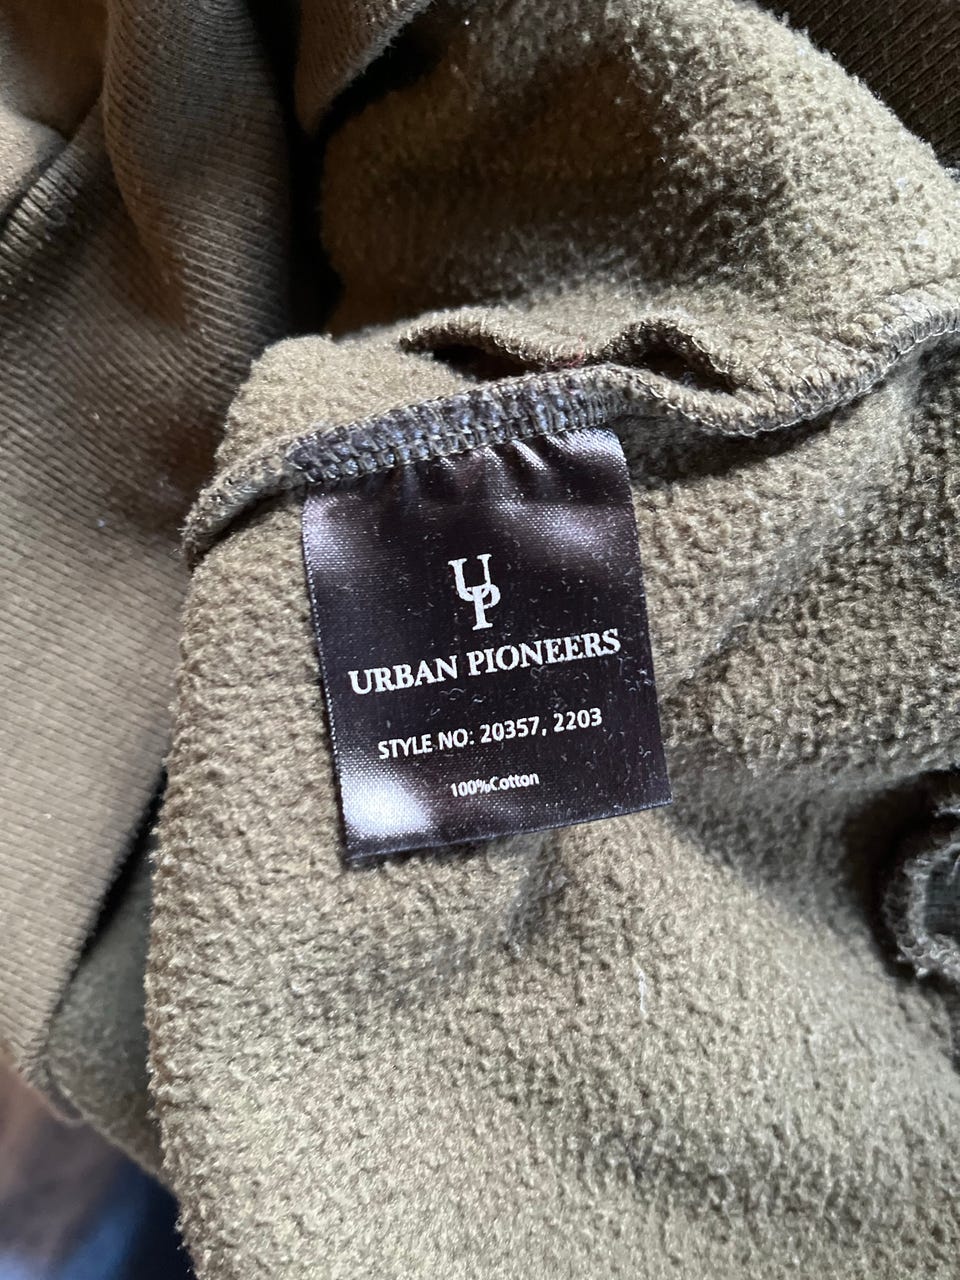 UP
URBAN PIONEERS
STYLE NO: 20357, 2203
100%Cotton